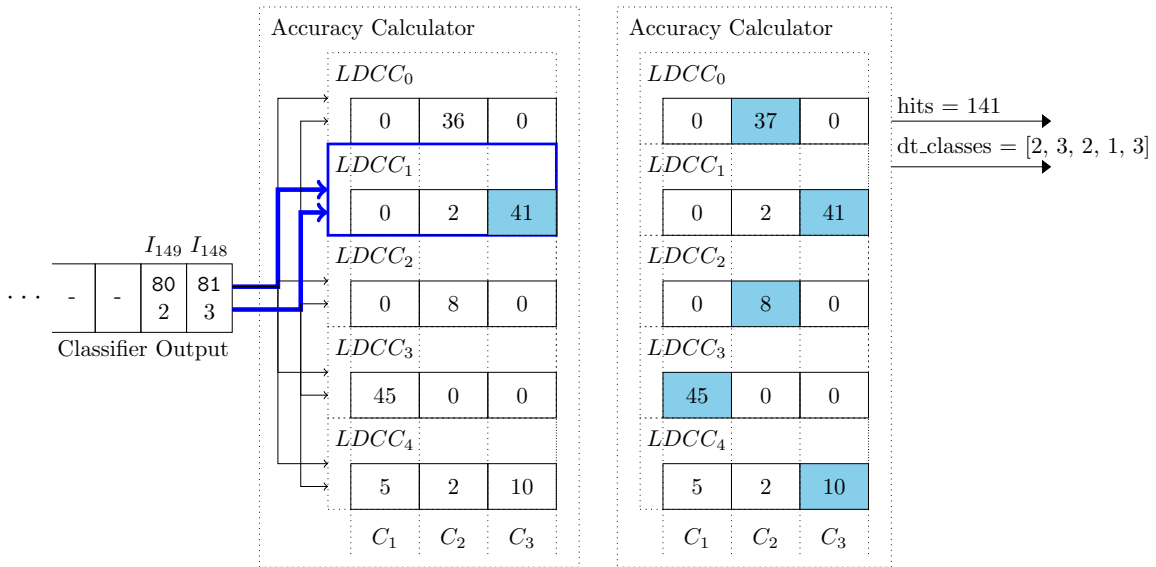 Accuracy Calculator
LDCC₀
0 36 0
LDCC₁
0 2 41
LDCC₂
0 8 0
LDCC₃
45 0 0
LDCC₄
5 2 10
C₁ C₂ C₃
I₁₄₉ I₁₄₈
· · · - - 80 81
2 3
Classifier Output
Accuracy Calculator
LDCC₀
0 37 0
LDCC₁
0 2 41
LDCC₂
0 8 0
LDCC₃
45 0 0
LDCC₄
5 2 10
C₁ C₂ C₃
hits = 141
dt_classes = [2, 3, 2, 1, 3]